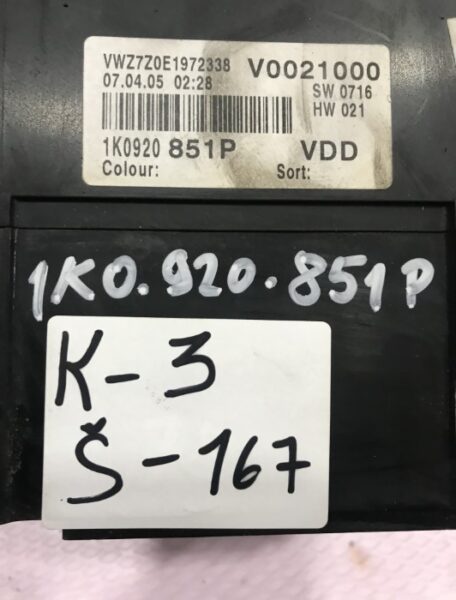 VWZ7Z0E1972338 V0021000
07.04.05 02:28 SW 0716
HW 021
1K0920 851P VDD
Colour: Sort:
1K0.920.851P
K-3
Š-167